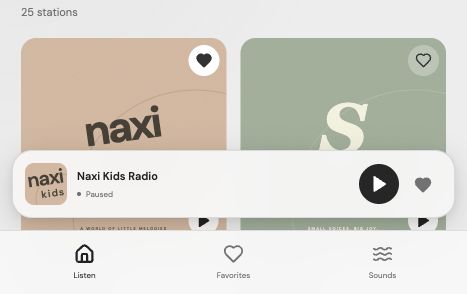 25 stations
naxi
S
naxi
kids
Naxi Kids Radio
Paused
A WORLD OF LITTLE MELODIES
SMALL VOICES. BIG JOY.
Listen
Favorites
Sounds